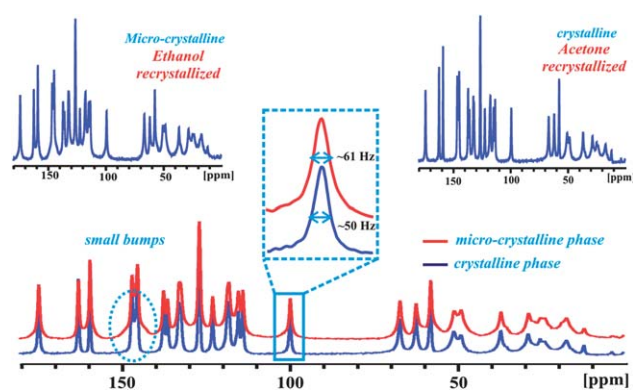 Micro-crystalline
Ethanol
recrystallized
crystalline
Acetone
recrystallized
150
100
50
[ppm]
150
100
50
[ppm]
~61 Hz
~50 Hz
small bumps
micro-crystalline phase
crystalline phase
150
100
50
[ppm]